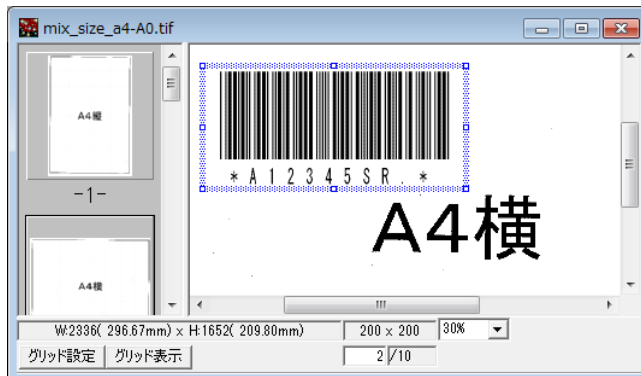 mix_size_a4-A0.tif
A4縦
-1-
A4横
*A12345SR.*
A4横
W:2336( 296.67mm) × H:1652( 209.80mm)
200 × 200
30%
グリッド設定
グリッド表示
2 /10